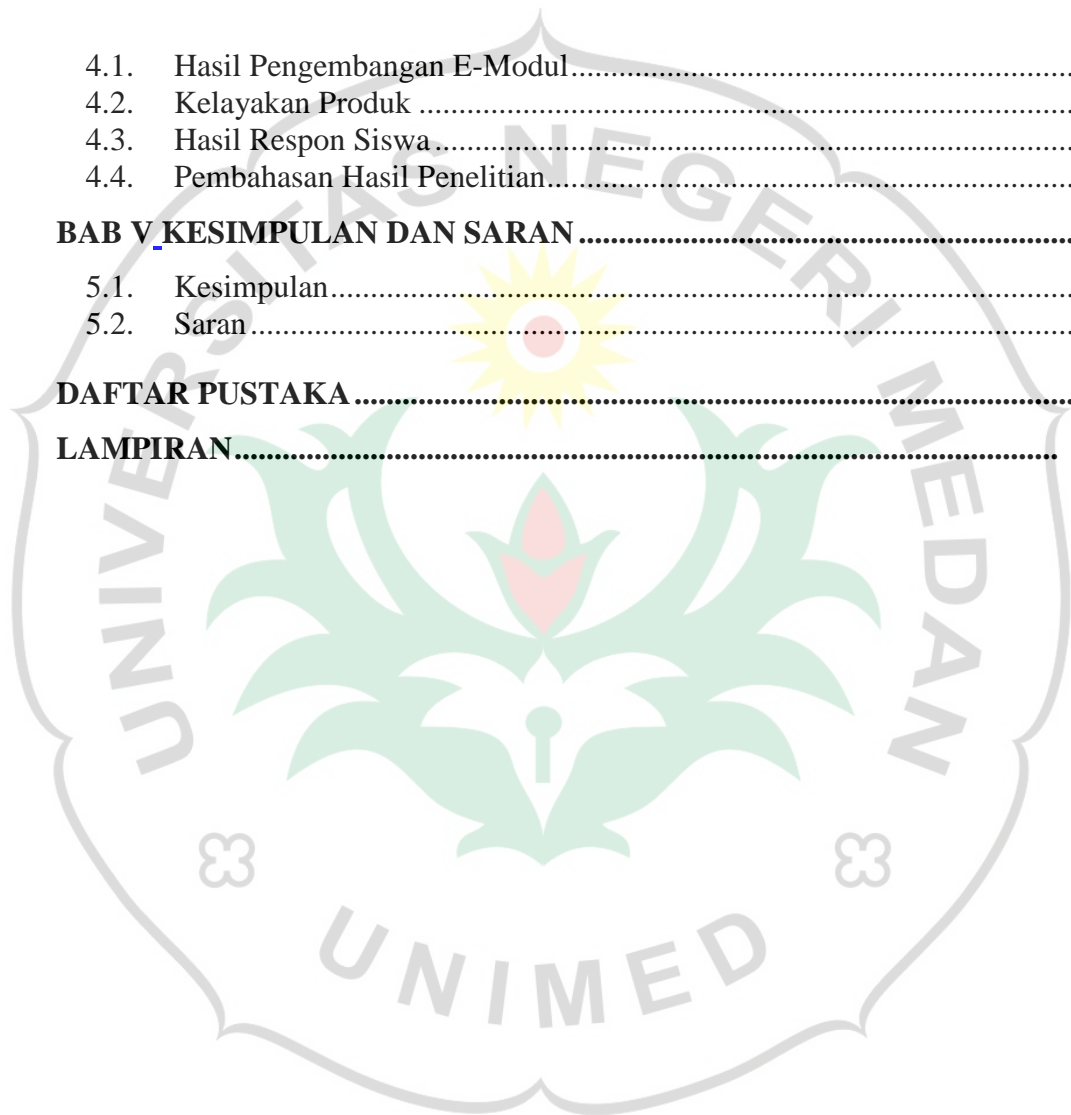 4.1. Hasil Pengembangan E-Modul........................................................
4.2. Kelayakan Produk ........................................................
4.3. Hasil Respon Siswa ........................................................
4.4. Pembahasan Hasil Penelitian........................................................
BAB V KESIMPULAN DAN SARAN ........................................................
5.1. Kesimpulan........................................................
5.2. Saran ........................................................
DAFTAR PUSTAKA ........................................................
LAMPIRAN........................................................
UNIVERSITAS NEGERI MEDAN
UNIMED